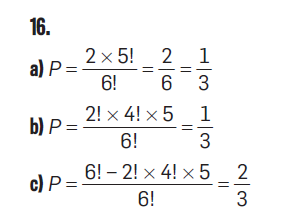 16.
a) P = 2 × 5! / 6! = 2 / 6 = 1 / 3
b) P = 2! × 4! × 5 / 6! = 1 / 3
c) P = 6! – 2! × 4! × 5 / 6! = 2 / 3